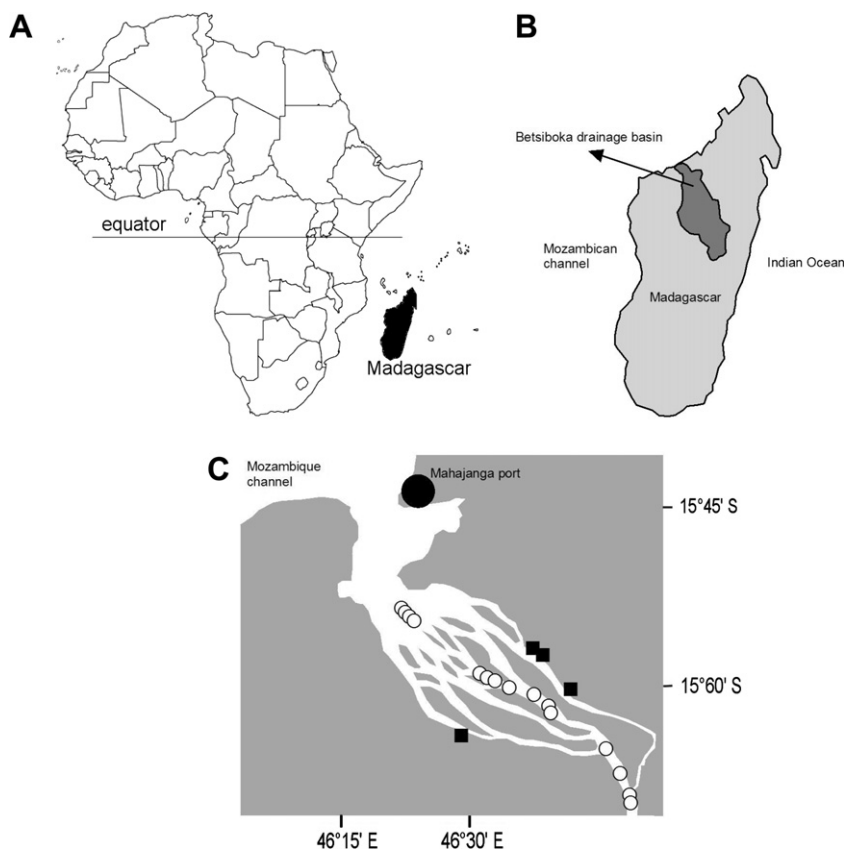 A
equator
Madagascar
B
Betsiboka drainage basin
Mozambican
channel
Indian Ocean
Madagascar
C
Mozambique
channel
Mahajanga port
15°45' S
15°60' S
46°15' E
46°30' E